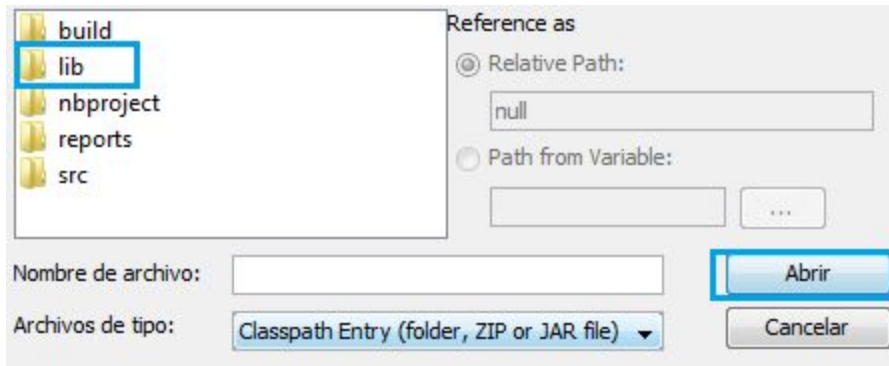 build
lib
nbproject
reports
src
Reference as
Relative Path:
null
Path from Variable:
...
Nombre de archivo:
Abrir
Archivos de tipo:
Classpath Entry (folder, ZIP or JAR file)
Cancelar